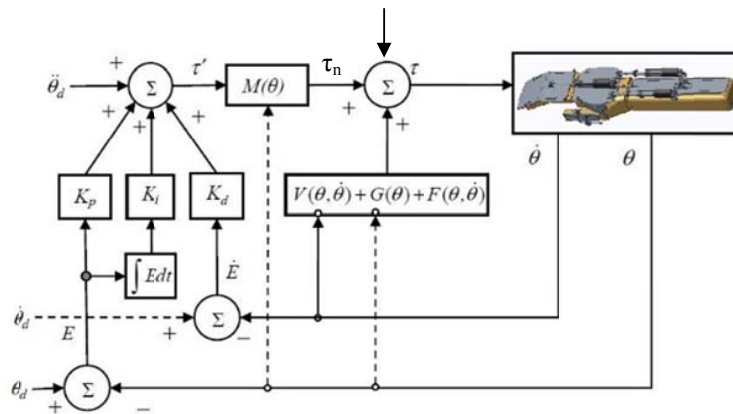 +
θ̈_d
+
+
+
Σ
τ′
M(θ)
τ_n
+
Σ
τ
+
θ̇
θ
K_p
K_i
K_d
V(θ,θ̇)+G(θ)+F(θ,θ̇)
∫Edt
Ė
θ̇_d
+
Σ
−
E
θ_d
+
Σ
−